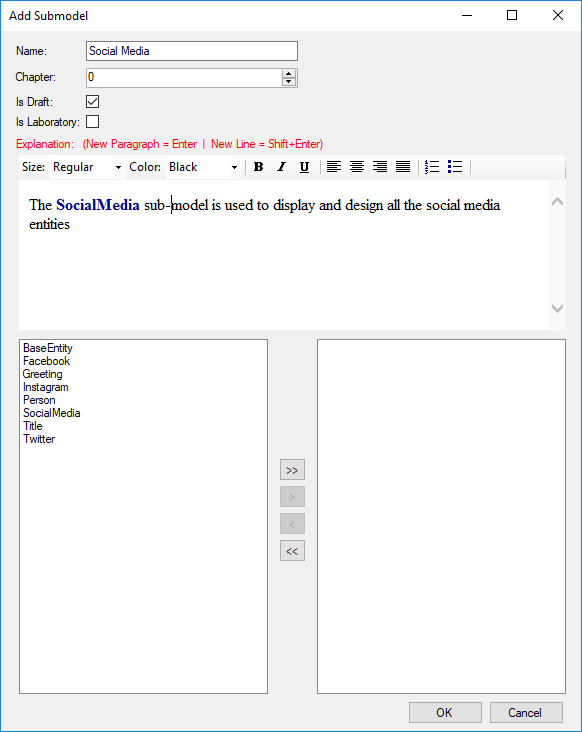 Add Submodel
Name: Social Media
Chapter: 0
Is Draft:
Is Laboratory:
Explanation: (New Paragraph = Enter | New Line = Shift+Enter)
Size: Regular Color: Black B I U
The SocialMedia sub-model is used to display and design all the social media
entities
BaseEntity
Facebook
Greeting
Instagram
Person
SocialMedia
Title
Twitter
>>
>
<
<<
OK Cancel